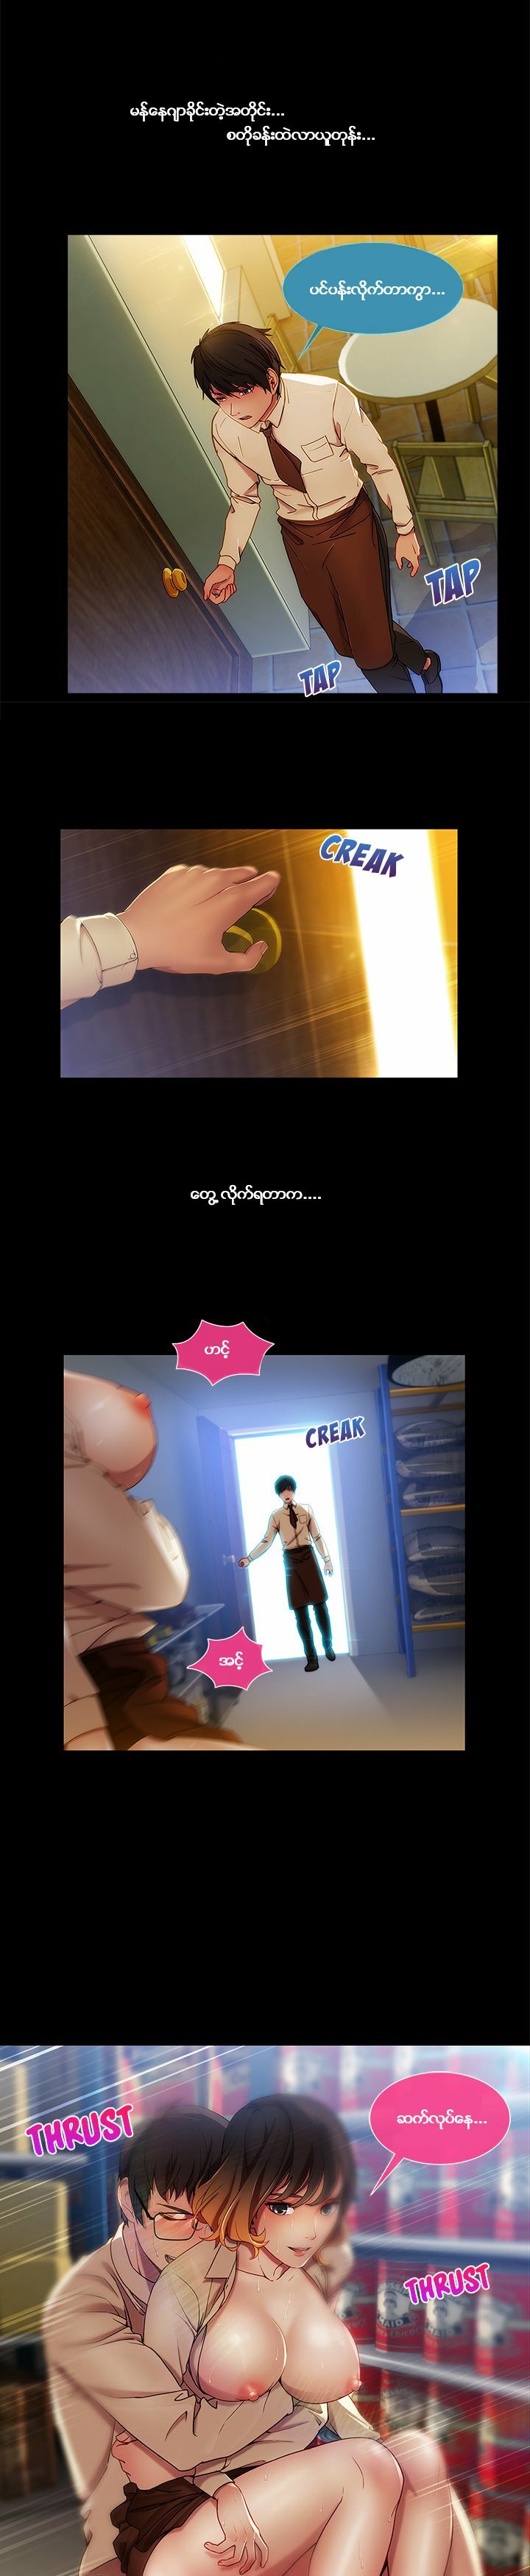 မန်နေဂျာခိုင်းတဲ့အတိုင်း...
စတိုခန်းထဲလာယူတုန်း...
ပင်ပန်းလိုက်တာကွာ...
TAP
TAP
CREAK
တွေ့ လိုက်ရတာက....
ဟင့်
CREAK
အင့်
THRUST
ဆက်လုပ်နေ...
THRUST